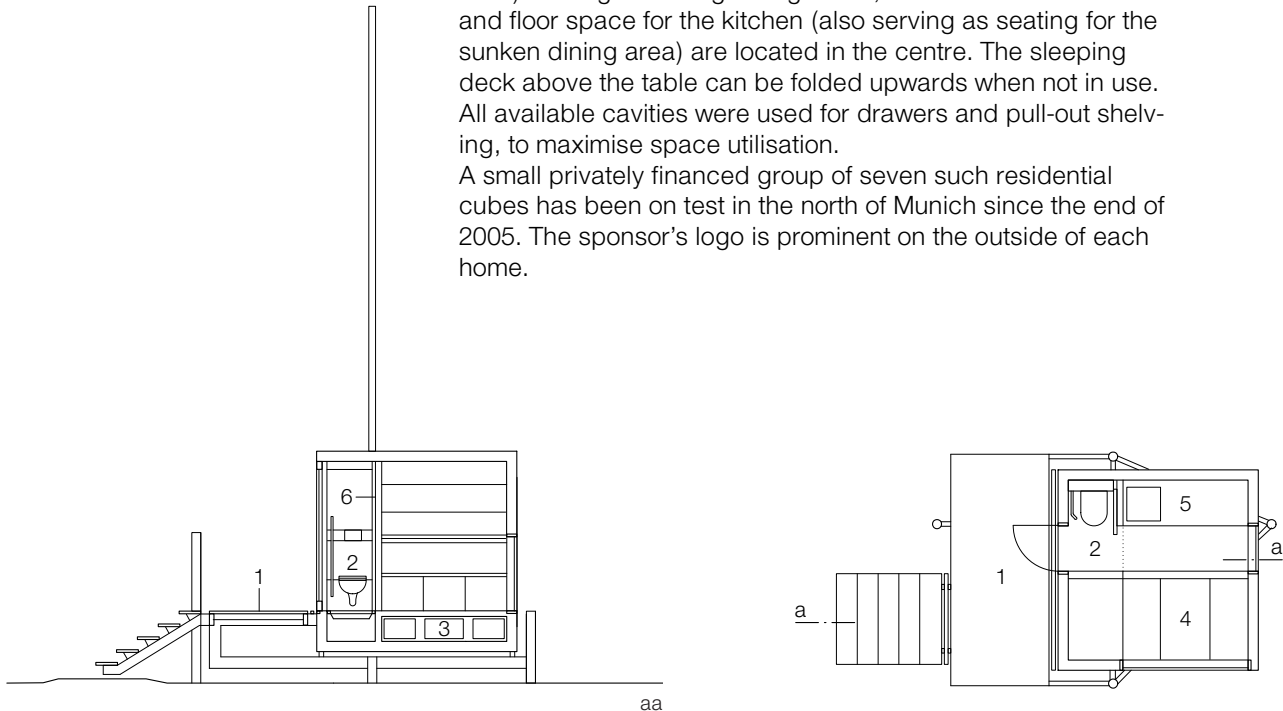 and floor space for the kitchen (also serving as seating for the
sunken dining area) are located in the centre. The sleeping
deck above the table can be folded upwards when not in use.
All available cavities were used for drawers and pull-out shelv-
ing, to maximise space utilisation.
A small privately financed group of seven such residential
cubes has been on test in the north of Munich since the end of
2005. The sponsor's logo is prominent on the outside of each
home.
6
2
1
3
aa
5
2
a
1
a
4